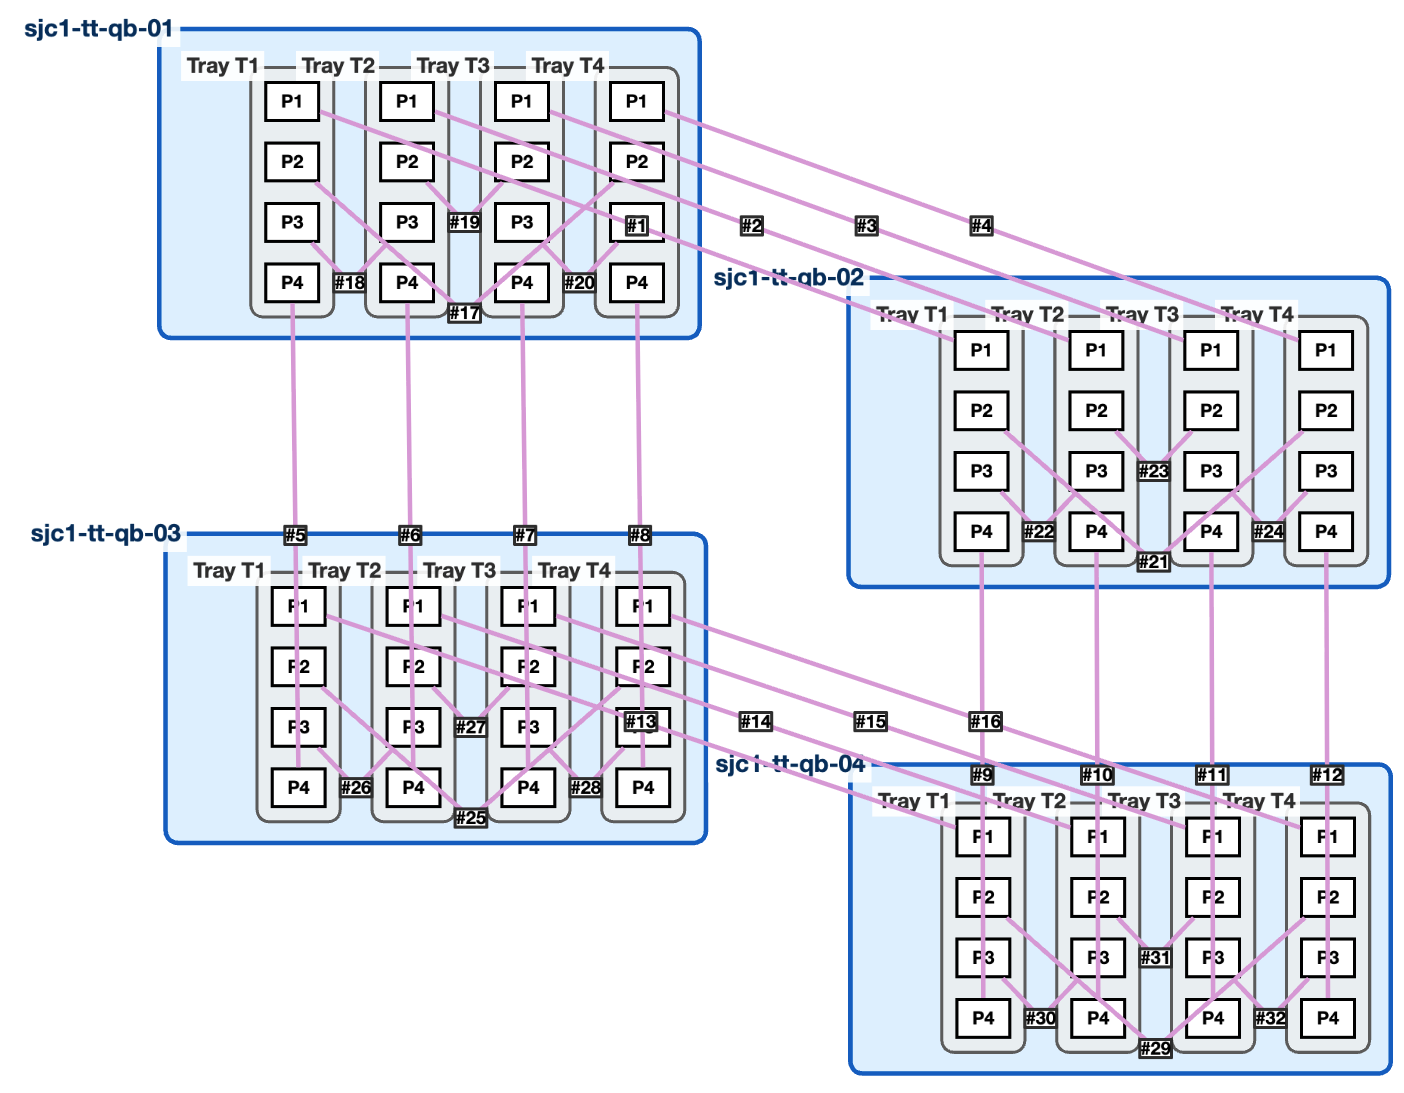 sjc1-tt-qb-01
Tray T1 Tray T2 Tray T3 Tray T4
P1 P1 P1 P1
P2 P2 P2 P2
P3 P3 #19 P3 #1 #2 #3 #4
P4 #18 P4 P4 #20 P4
#17
sjc1-tt-qb-02
Tray T1 Tray T2 Tray T3 Tray T4
P1 P1 P1 P1
P2 P2 P2 P2
P3 P3 #23 P3 P3
P4 #22 P4 P4 #24 P4
#21
sjc1-tt-qb-03 #5 #6 #7 #8
Tray T1 Tray T2 Tray T3 Tray T4
P1 P1 P1 P1
P2 P2 P2 P2
P3 P3 #27 P3 #13 #14 #15 #16
P4 #26 P4 P4 #28 P4
#25
sjc1-tt-qb-04 #9 #10 #11 #12
Tray T1 Tray T2 Tray T3 Tray T4
P1 P1 P1 P1
P2 P2 P2 P2
P3 P3 #31 P3 P3
P4 #30 P4 P4 #32 P4
#29